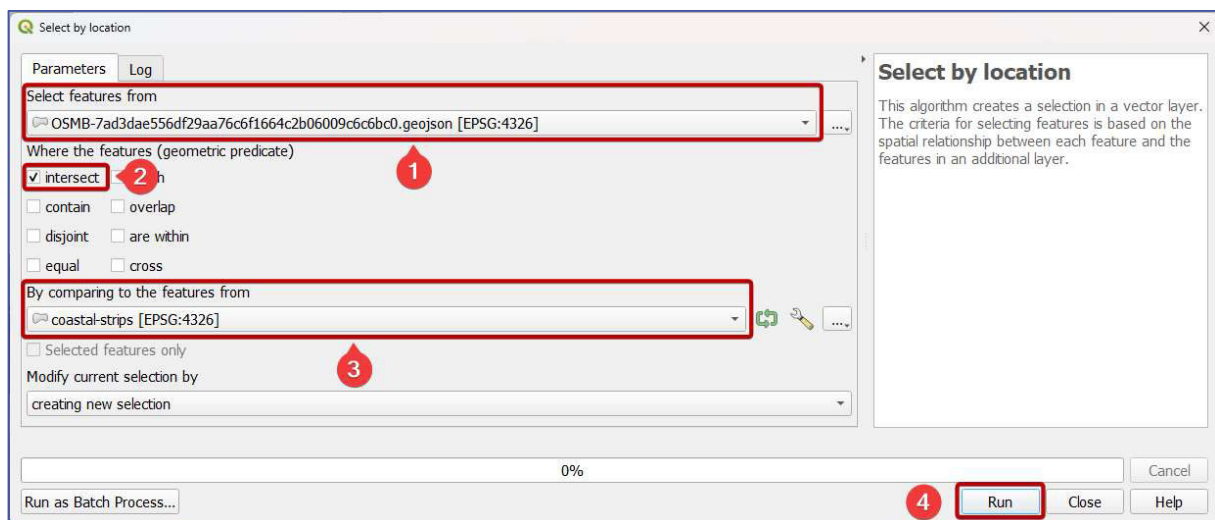 Select by location
Parameters Log
Select features from
OSMB-7ad3dae556df29aa76c6f1664c2b06009c6c6bc0.geojson [EPSG:4326]
...
Where the features (geometric predicate)
1
intersect 2
contain overlap
disjoint are within
equal cross
By comparing to the features from
coastal-strips [EPSG:4326]
...
Selected features only
3
Modify current selection by
creating new selection
Select by location
This algorithm creates a selection in a vector layer.
The criteria for selecting features is based on the
spatial relationship between each feature and the
features in an additional layer.
0%
Cancel
Run as Batch Process...
4 Run Close Help